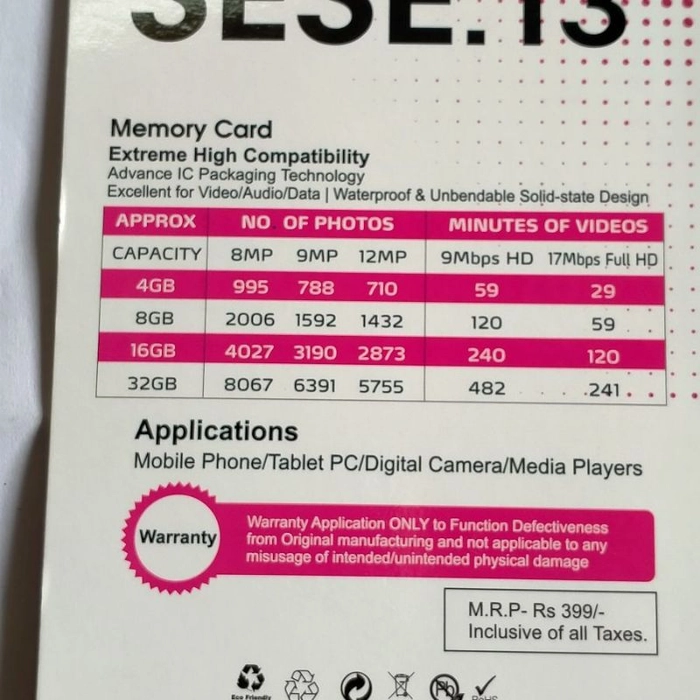 SESE.TS
Memory Card
Extreme High Compatibility
Advance IC Packaging Technology
Excellent for Video/Audio/Data | Waterproof & Unbendable Solid-state Design
APPROX NO. OF PHOTOS MINUTES OF VIDEOS
CAPACITY 8MP 9MP 12MP 9Mbps HD 17Mbps Full HD
4GB 995 788 710 59 29
8GB 2006 1592 1432 120 59
16GB 4027 3190 2873 240 120
32GB 8067 6391 5755 482 241
Applications
Mobile Phone/Tablet PC/Digital Camera/Media Players
Warranty
Warranty Application ONLY to Function Defectiveness
from Original manufacturing and not applicable to any
misusage of intended/unintended physical damage
M.R.P- Rs 399/-
Inclusive of all Taxes.
Pb
Eco Friendly RoHS